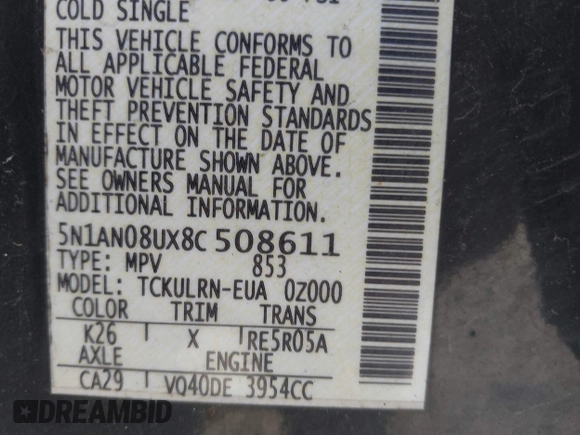 COLD SINGLE
THIS VEHICLE CONFORMS TO
ALL APPLICABLE FEDERAL
MOTOR VEHICLE SAFETY AND
THEFT PREVENTION STANDARDS
IN EFFECT ON THE DATE OF
MANUFACTURE SHOWN ABOVE.
SEE OWNERS MANUAL FOR
ADDITIONAL INFORMATION.
5N1AN08UX8C 508611
TYPE: MPV 853
MODEL: TCKULRN-EUA 0Z000
COLOR TRIM TRANS
K26 X RE5R05A
AXLE ENGINE
CA29 VQ40DE 3954CC
DREAMBID